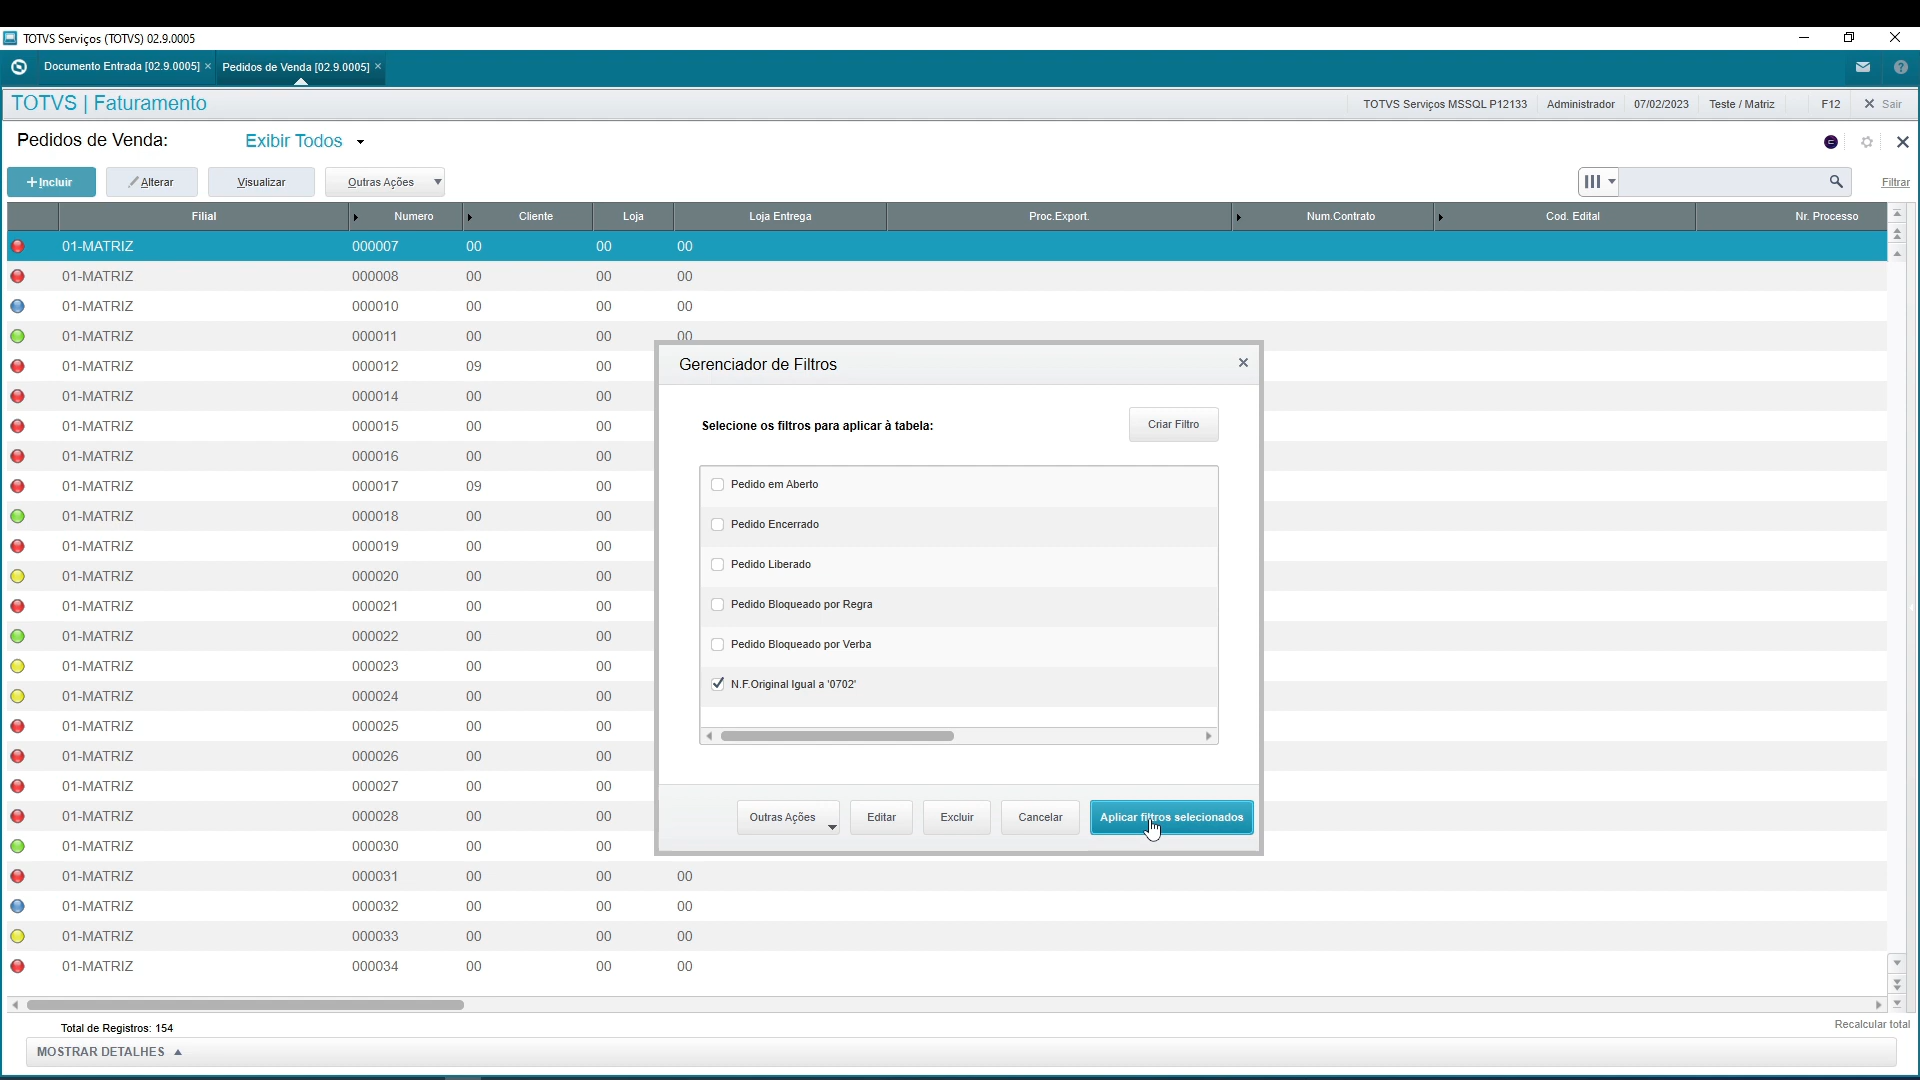 TOTVS Serviços (TOTVS) 02.9.0005
Documento Entrada [02.9.0005] Pedidos de Venda [02.9.0005]
TOTVS | Faturamento TOTVS Serviços MSSQL P12133 Administrador 07/02/2023 Teste / Matriz F12 Sair
Pedidos de Venda: Exibir Todos
+Incluir Alterar Visualizar Outras Ações Filtrar
Filial Numero Cliente Loja Loja Entrega Proc.Export. Num.Contrato Cod. Edital Nr. Processo
01-MATRIZ 000007 00 00 00
01-MATRIZ 000008 00 00 00
01-MATRIZ 000010 00 00 00
01-MATRIZ 000011 00 00 00
01-MATRIZ 000012 09 00
01-MATRIZ 000014 00 00
01-MATRIZ 000015 00 00
01-MATRIZ 000016 00 00
01-MATRIZ 000017 09 00
01-MATRIZ 000018 00 00
01-MATRIZ 000019 00 00
01-MATRIZ 000020 00 00
01-MATRIZ 000021 00 00
01-MATRIZ 000022 00 00
01-MATRIZ 000023 00 00
01-MATRIZ 000024 00 00
01-MATRIZ 000025 00 00
01-MATRIZ 000026 00 00
01-MATRIZ 000027 00 00
01-MATRIZ 000028 00 00
01-MATRIZ 000030 00 00
01-MATRIZ 000031 00 00 00
01-MATRIZ 000032 00 00 00
01-MATRIZ 000033 00 00 00
01-MATRIZ 000034 00 00 00
Gerenciador de Filtros
Selecione os filtros para aplicar à tabela: Criar Filtro
Pedido em Aberto
Pedido Encerrado
Pedido Liberado
Pedido Bloqueado por Regra
Pedido Bloqueado por Verba
N.F.Original Igual a '0702'
Outras Ações Editar Excluir Cancelar Aplicar filtros selecionados
Total de Registros: 154 Recalcular total
MOSTRAR DETALHES